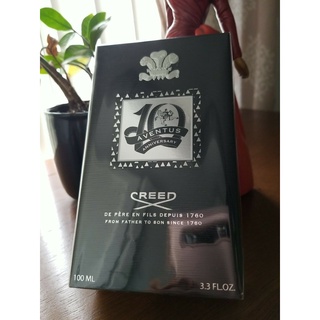 10
AVENTUS
ANNIVERSARY
CREED
DE PÈRE EN FILS DEPUIS 1760
FROM FATHER TO SON SINCE 1760
100 ML
3.3 FL.OZ.